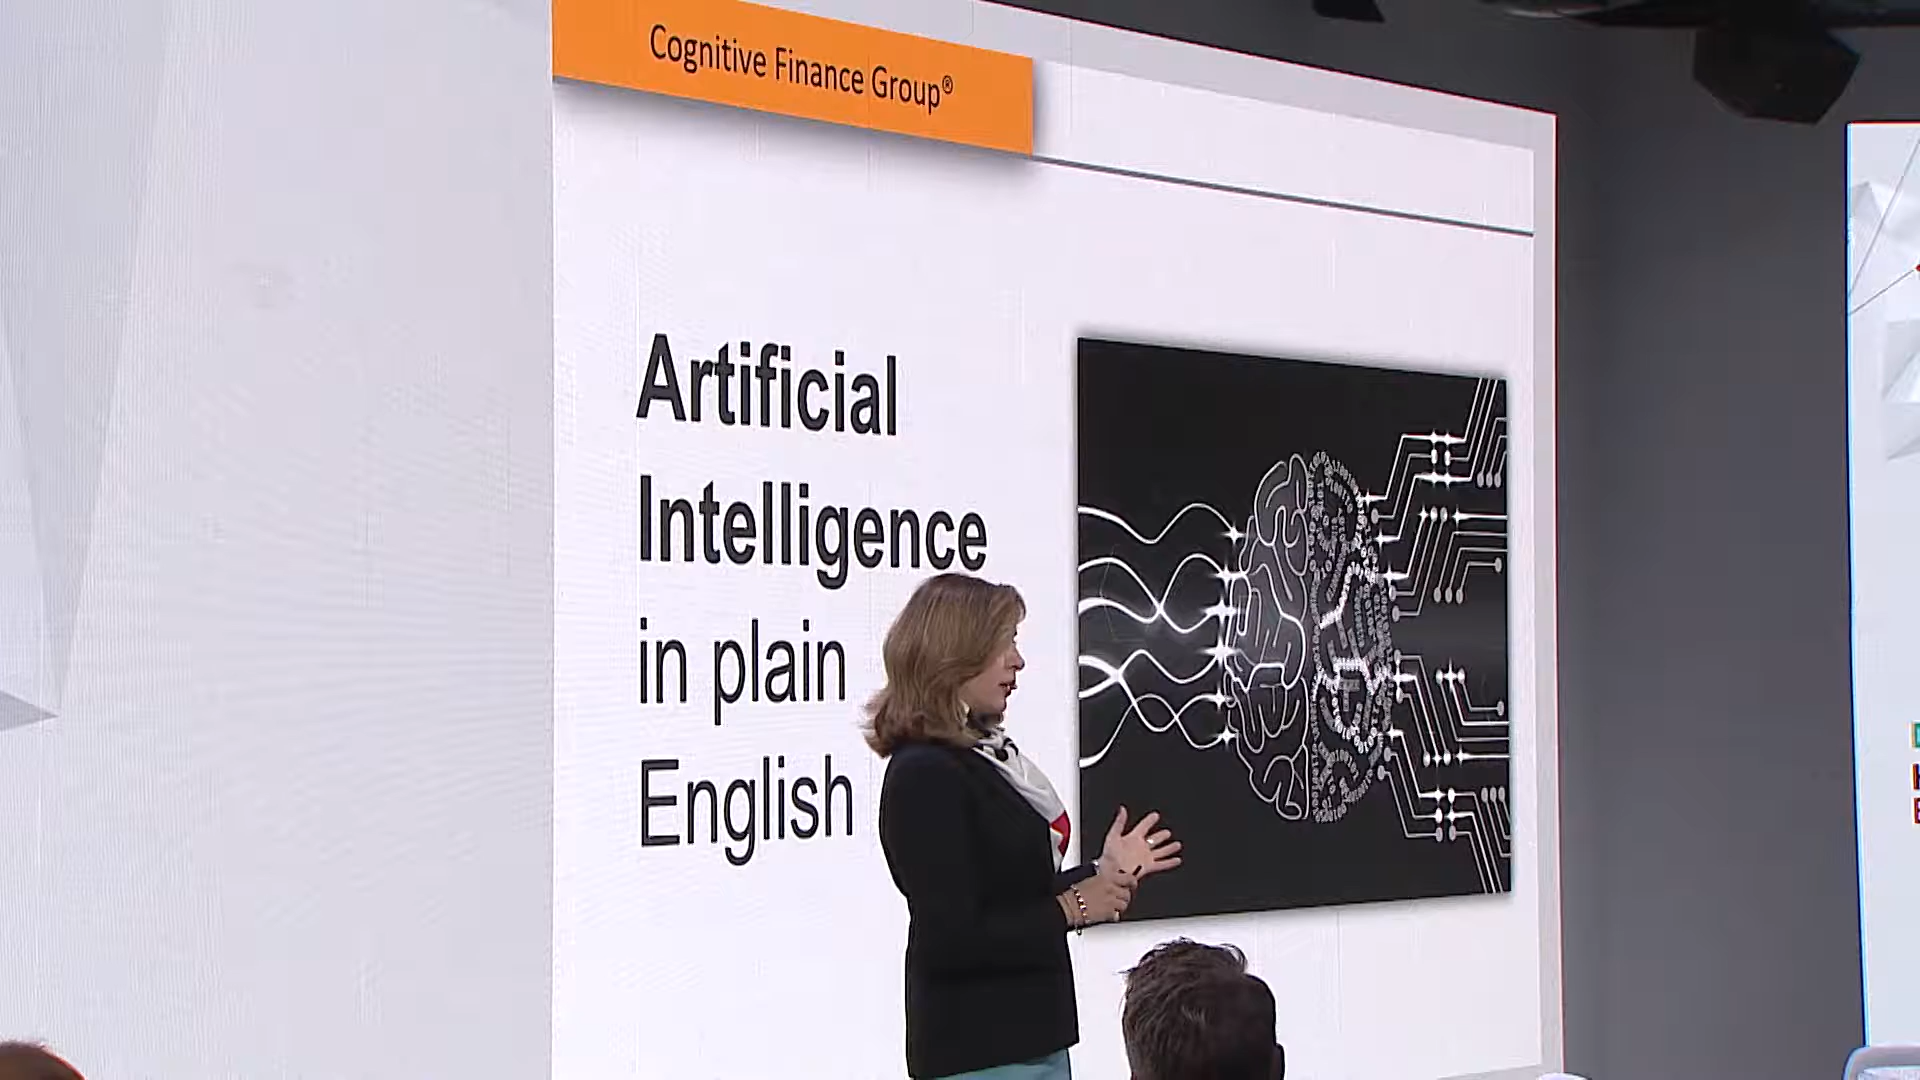 Cognitive Finance Group®
Artificial
Intelligence
in plain
English